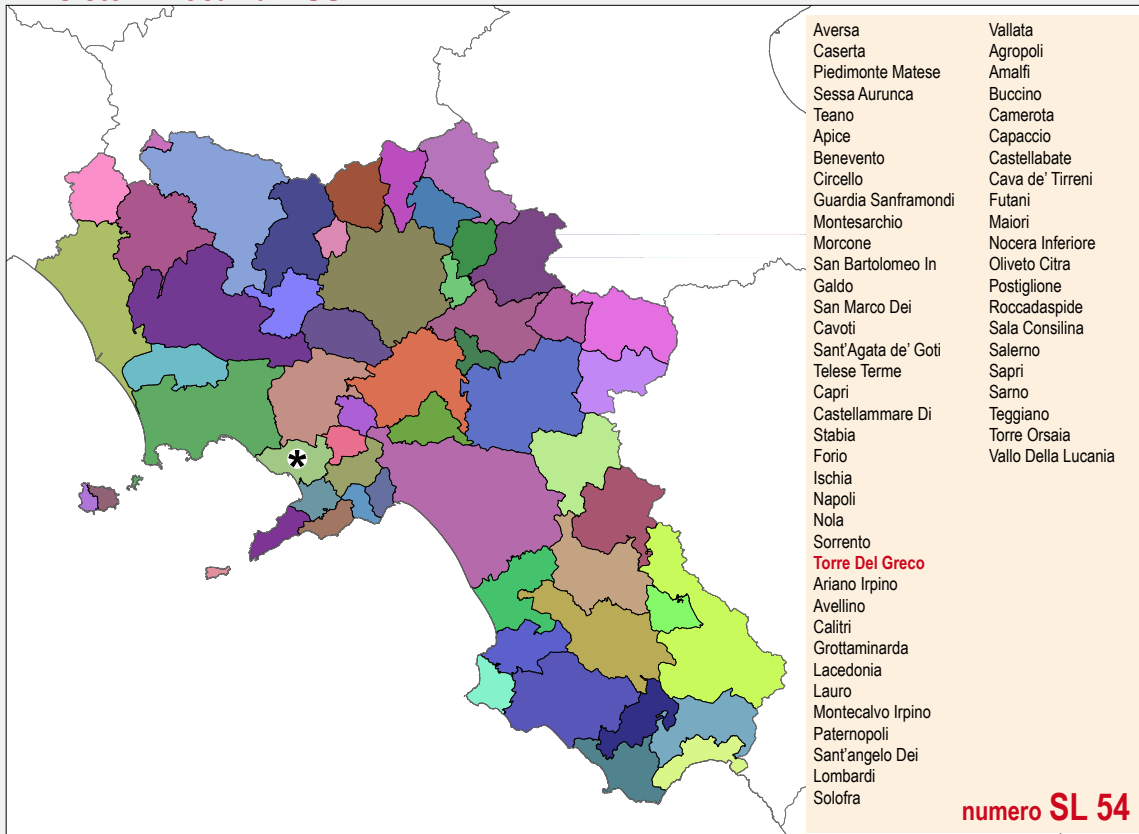 Aversa
Caserta
Piedimonte Matese
Sessa Aurunca
Teano
Apice
Benevento
Circello
Guardia Sanframondi
Montesarchio
Morcone
San Bartolomeo In
Galdo
San Marco Dei
Cavoti
Sant'Agata de' Goti
Telese Terme
Capri
Castellammare Di
Stabia
Forio
Ischia
Napoli
Nola
Sorrento
Torre Del Greco
Ariano Irpino
Avellino
Calitri
Grottaminarda
Lacedonia
Lauro
Montecalvo Irpino
Paternopoli
Sant'angelo Dei
Lombardi
Solofra
Vallata
Agropoli
Amalfi
Buccino
Camerota
Capaccio
Castellabate
Cava de' Tirreni
Futani
Maiori
Nocera Inferiore
Oliveto Citra
Postiglione
Roccadaspide
Sala Consilina
Salerno
Sapri
Sarno
Teggiano
Torre Orsaia
Vallo Della Lucania
numero SL 54
*